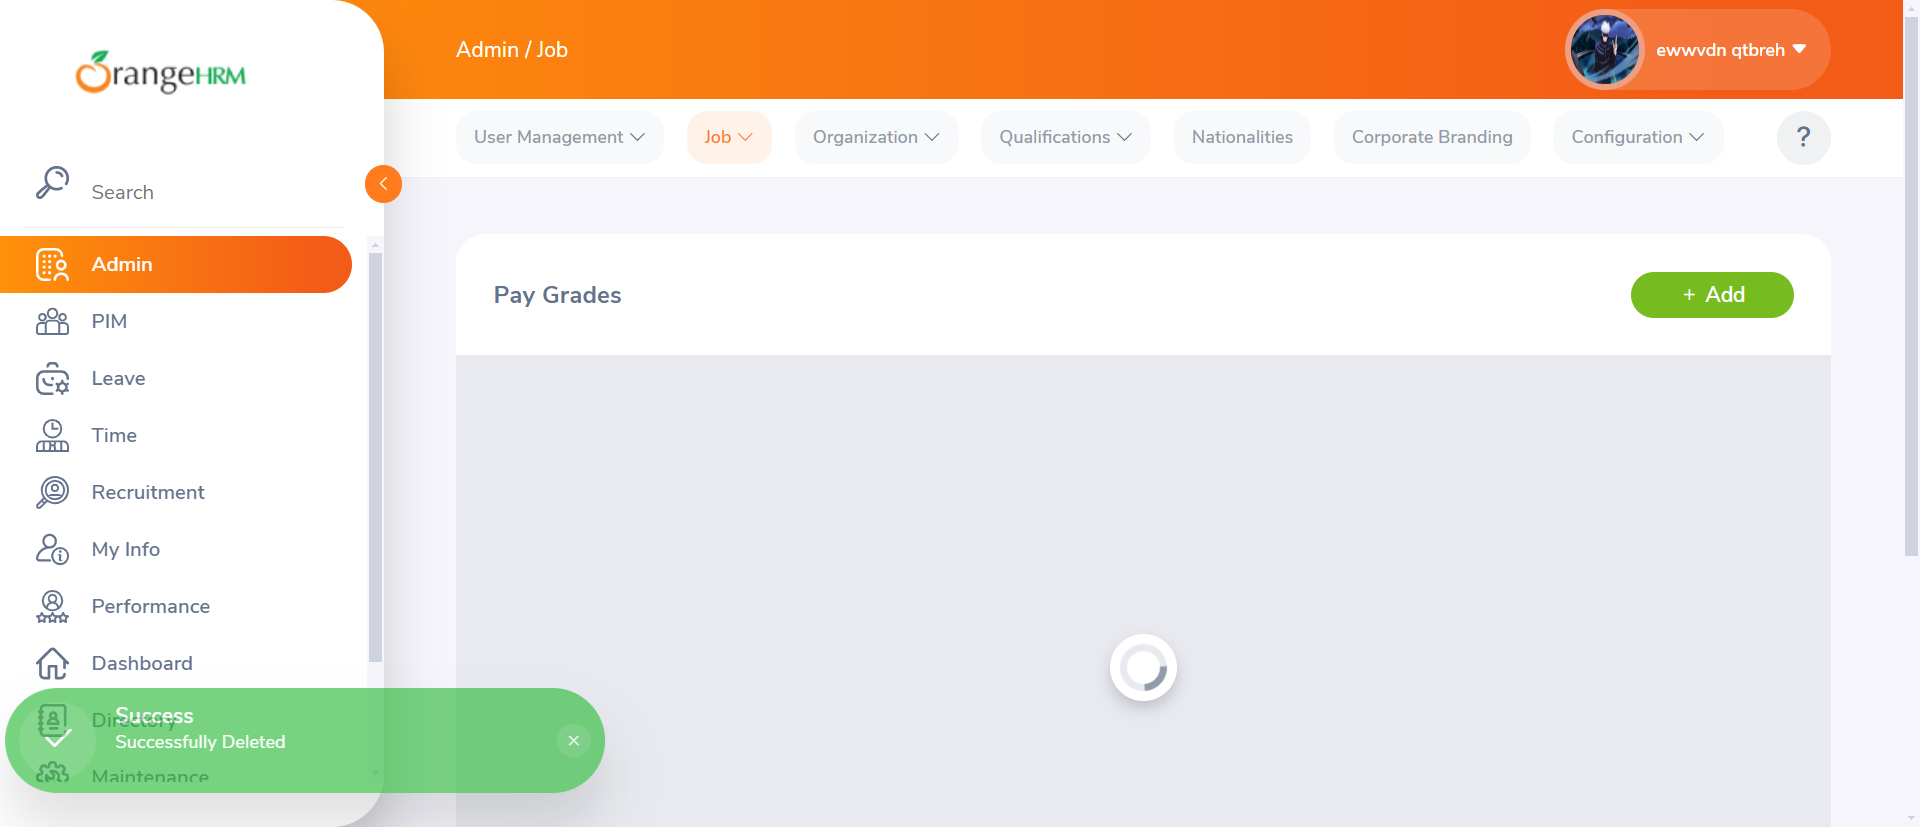 OrangeHRM
Search
Admin
PIM
Leave
Time
Recruitment
My Info
Performance
Dashboard
Directory
Maintenance
Success
Successfully Deleted
Admin / Job
ewwvdn qtbreh
User Management
Job
Organization
Qualifications
Nationalities
Corporate Branding
Configuration
?
Pay Grades
+ Add